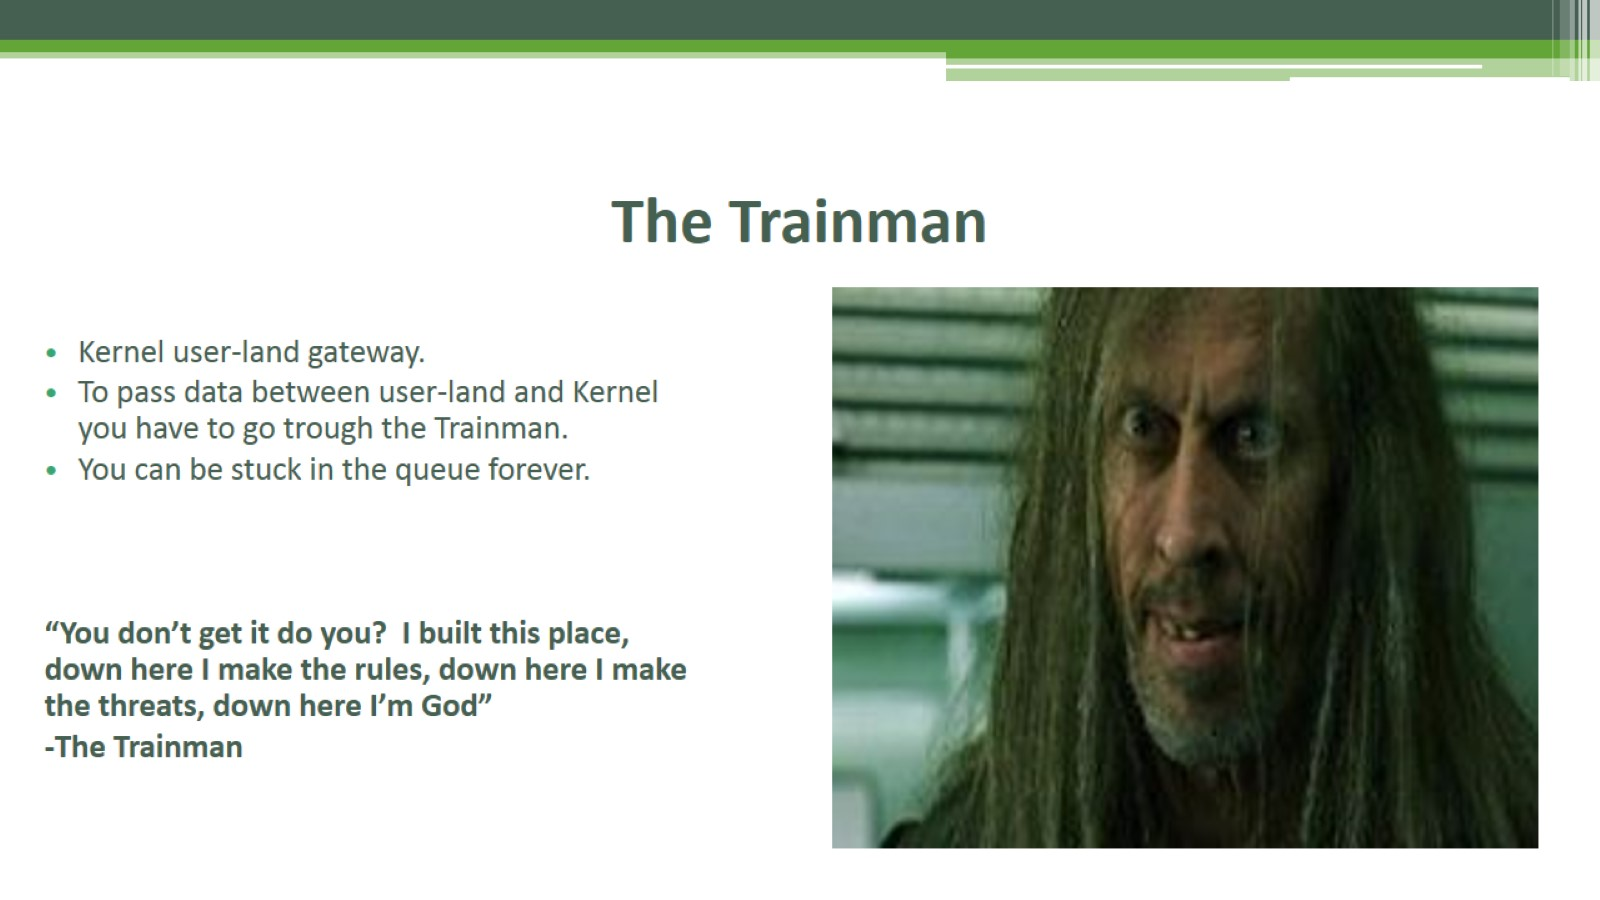 The Trainman
• Kernel user-land gateway.
• To pass data between user-land and Kernel
you have to go trough the Trainman.
• You can be stuck in the queue forever.
“You don’t get it do you?  I built this place,
down here I make the rules, down here I make
the threats, down here I’m God”
-The Trainman